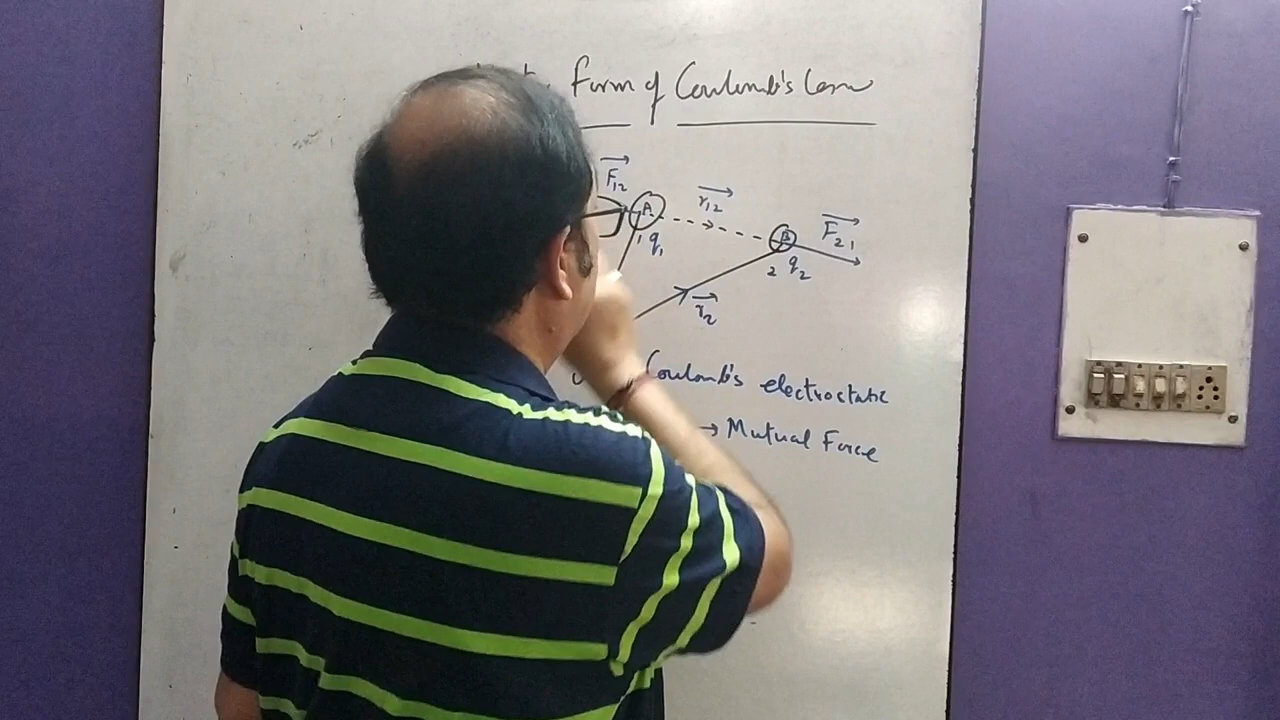 Form of Coulomb's Law
F₁₂
r₁₂
F₂₁
A
B
1 q₁
2 q₂
r₂
Coulomb's electrostatic
→ Mutual Force